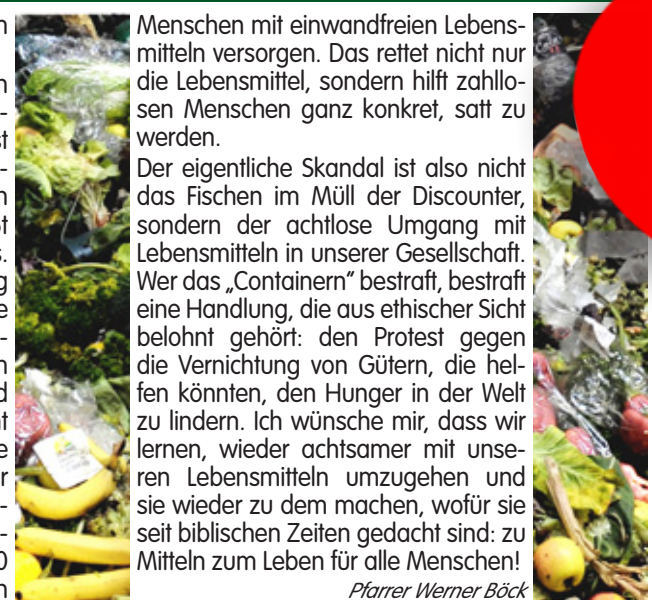 Menschen mit einwandfreien Lebens-
mitteln versorgen. Das rettet nicht nur
die Lebensmittel, sondern hilft zahllo-
sen Menschen ganz konkret, satt zu
werden.
Der eigentliche Skandal ist also nicht
das Fischen im Müll der Discounter,
sondern der achtlose Umgang mit
Lebensmitteln in unserer Gesellschaft.
Wer das „Containern“ bestraft, bestraft
eine Handlung, die aus ethischer Sicht
belohnt gehört: den Protest gegen
die Vernichtung von Gütern, die hel-
fen könnten, den Hunger in der Welt
zu lindern. Ich wünsche mir, dass wir
lernen, wieder achtsamer mit unse-
ren Lebensmitteln umzugehen und
sie wieder zu dem machen, wofür sie
seit biblischen Zeiten gedacht sind: zu
Mitteln zum Leben für alle Menschen!
Pfarrer Werner Böck